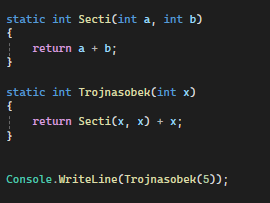 static int Secti(int a, int b)
{
    return a + b;
}
static int Trojnasobek(int x)
{
    return Secti(x, x) + x;
}
Console.WriteLine(Trojnasobek(5));